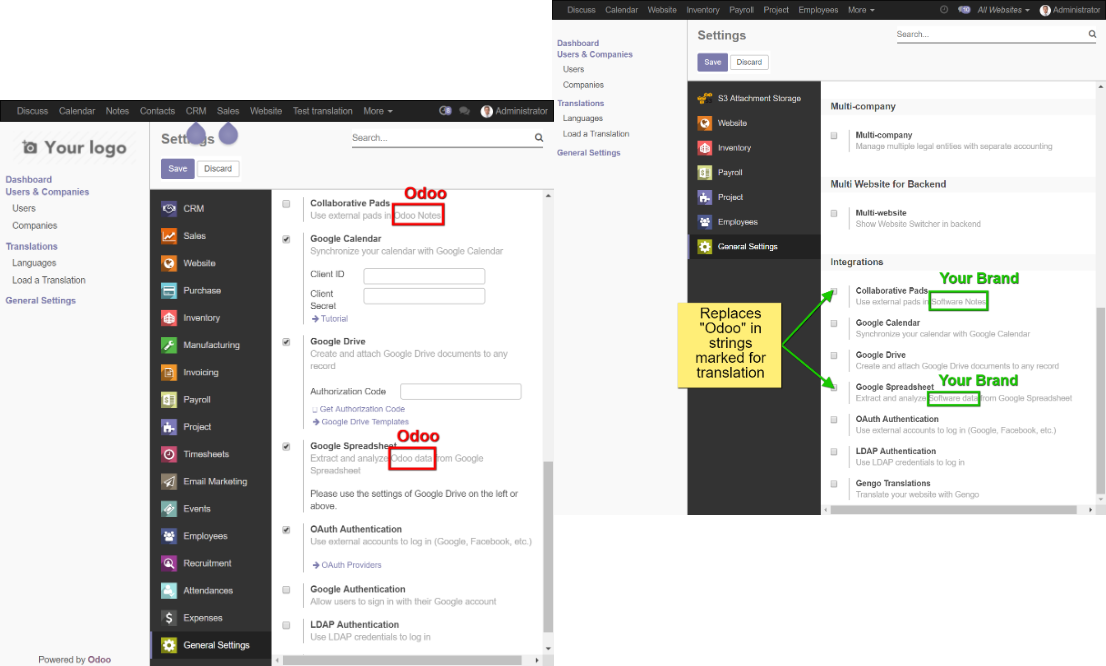 Discuss Calendar Notes Contacts CRM Sales Website Test translation More Administrator
Your logo
Dashboard
Users & Companies
Users
Companies
Translations
Languages
Load a Translation
General Settings
Powered by Odoo
Settings
Search...
Save Discard
CRM
Sales
Website
Purchase
Inventory
Manufacturing
Invoicing
Payroll
Project
Timesheets
Email Marketing
Events
Employees
Recruitment
Attendances
Expenses
General Settings
Odoo
Collaborative Pads
Use external pads in Odoo Notes
Google Calendar
Synchronize your calendar with Google Calendar
Client ID
Client
Secret
Tutorial
Google Drive
Create and attach Google Drive documents to any
record
Authorization Code
Get Authorization Code
Google Drive Templates
Odoo
Google Spreadsheet
Extract and analyze Odoo data from Google
Spreadsheet
Please use the settings of Google Drive on the left or
above.
OAuth Authentication
Use external accounts to log in (Google, Facebook, etc.)
OAuth Providers
Google Authentication
Allow users to sign in with their Google account
LDAP Authentication
Use LDAP credentials to log in
Discuss Calendar Website Inventory Payroll Project Employees More All Websites Administrator
Dashboard
Users & Companies
Users
Companies
Translations
Languages
Load a Translation
General Settings
Settings
Search...
Save Discard
S3 Attachment Storage
Website
Inventory
Payroll
Project
Employees
General Settings
Multi-company
Multi-company
Manage multiple legal entities with separate accounting
Multi Website for Backend
Multi-website
Show Website Switcher in backend
Integrations
Your Brand
Collaborative Pads
Use external pads in Software Notes
Google Calendar
Synchronize your calendar with Google Calendar
Google Drive
Create and attach Google Drive documents to any record
Your Brand
Google Spreadsheet
Extract and analyze Software data from Google Spreadsheet
OAuth Authentication
Use external accounts to log in (Google, Facebook, etc.)
LDAP Authentication
Use LDAP credentials to log in
Gengo Translations
Translate your website with Gengo
Replaces
"Odoo" in
strings
marked for
translation